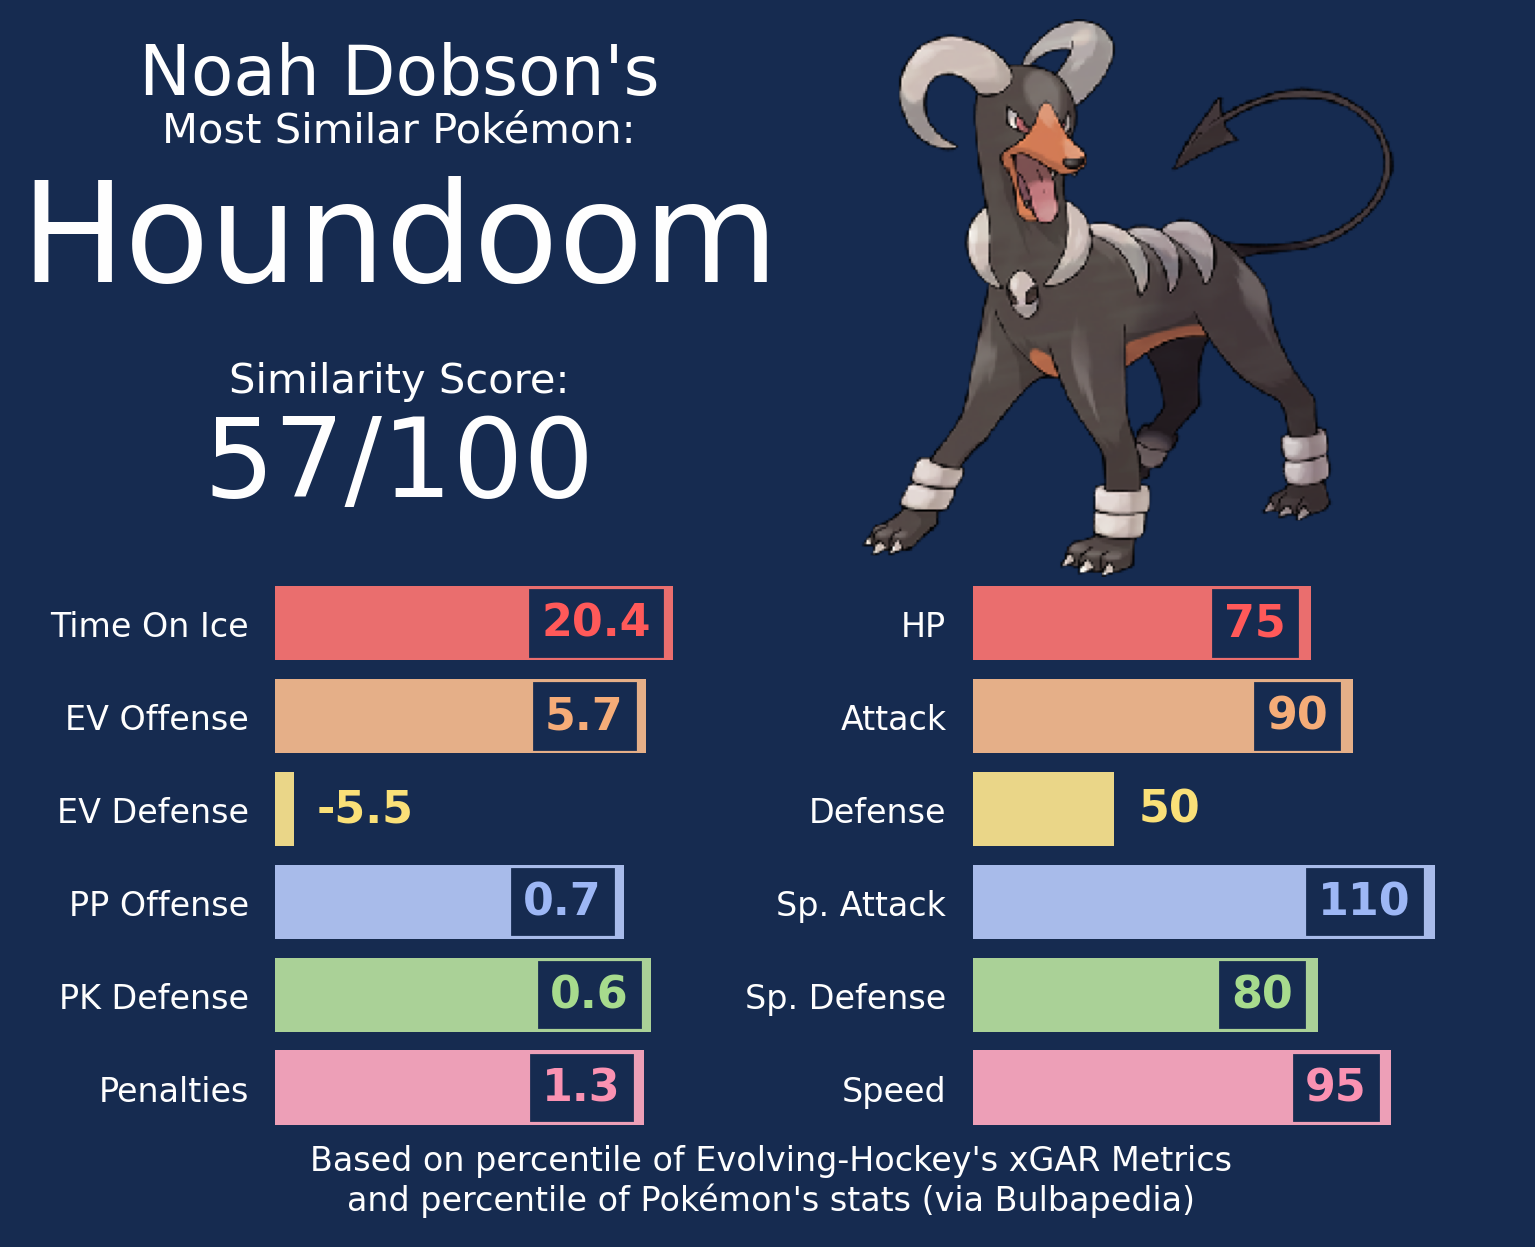 Noah Dobson's
Most Similar Pokémon:
Houndoom
Similarity Score:
57/100
Time On Ice 20.4
EV Offense 5.7
EV Defense -5.5
PP Offense 0.7
PK Defense 0.6
Penalties 1.3
HP 75
Attack 90
Defense 50
Sp. Attack 110
Sp. Defense 80
Speed 95
Based on percentile of Evolving-Hockey's xGAR Metrics
and percentile of Pokémon's stats (via Bulbapedia)